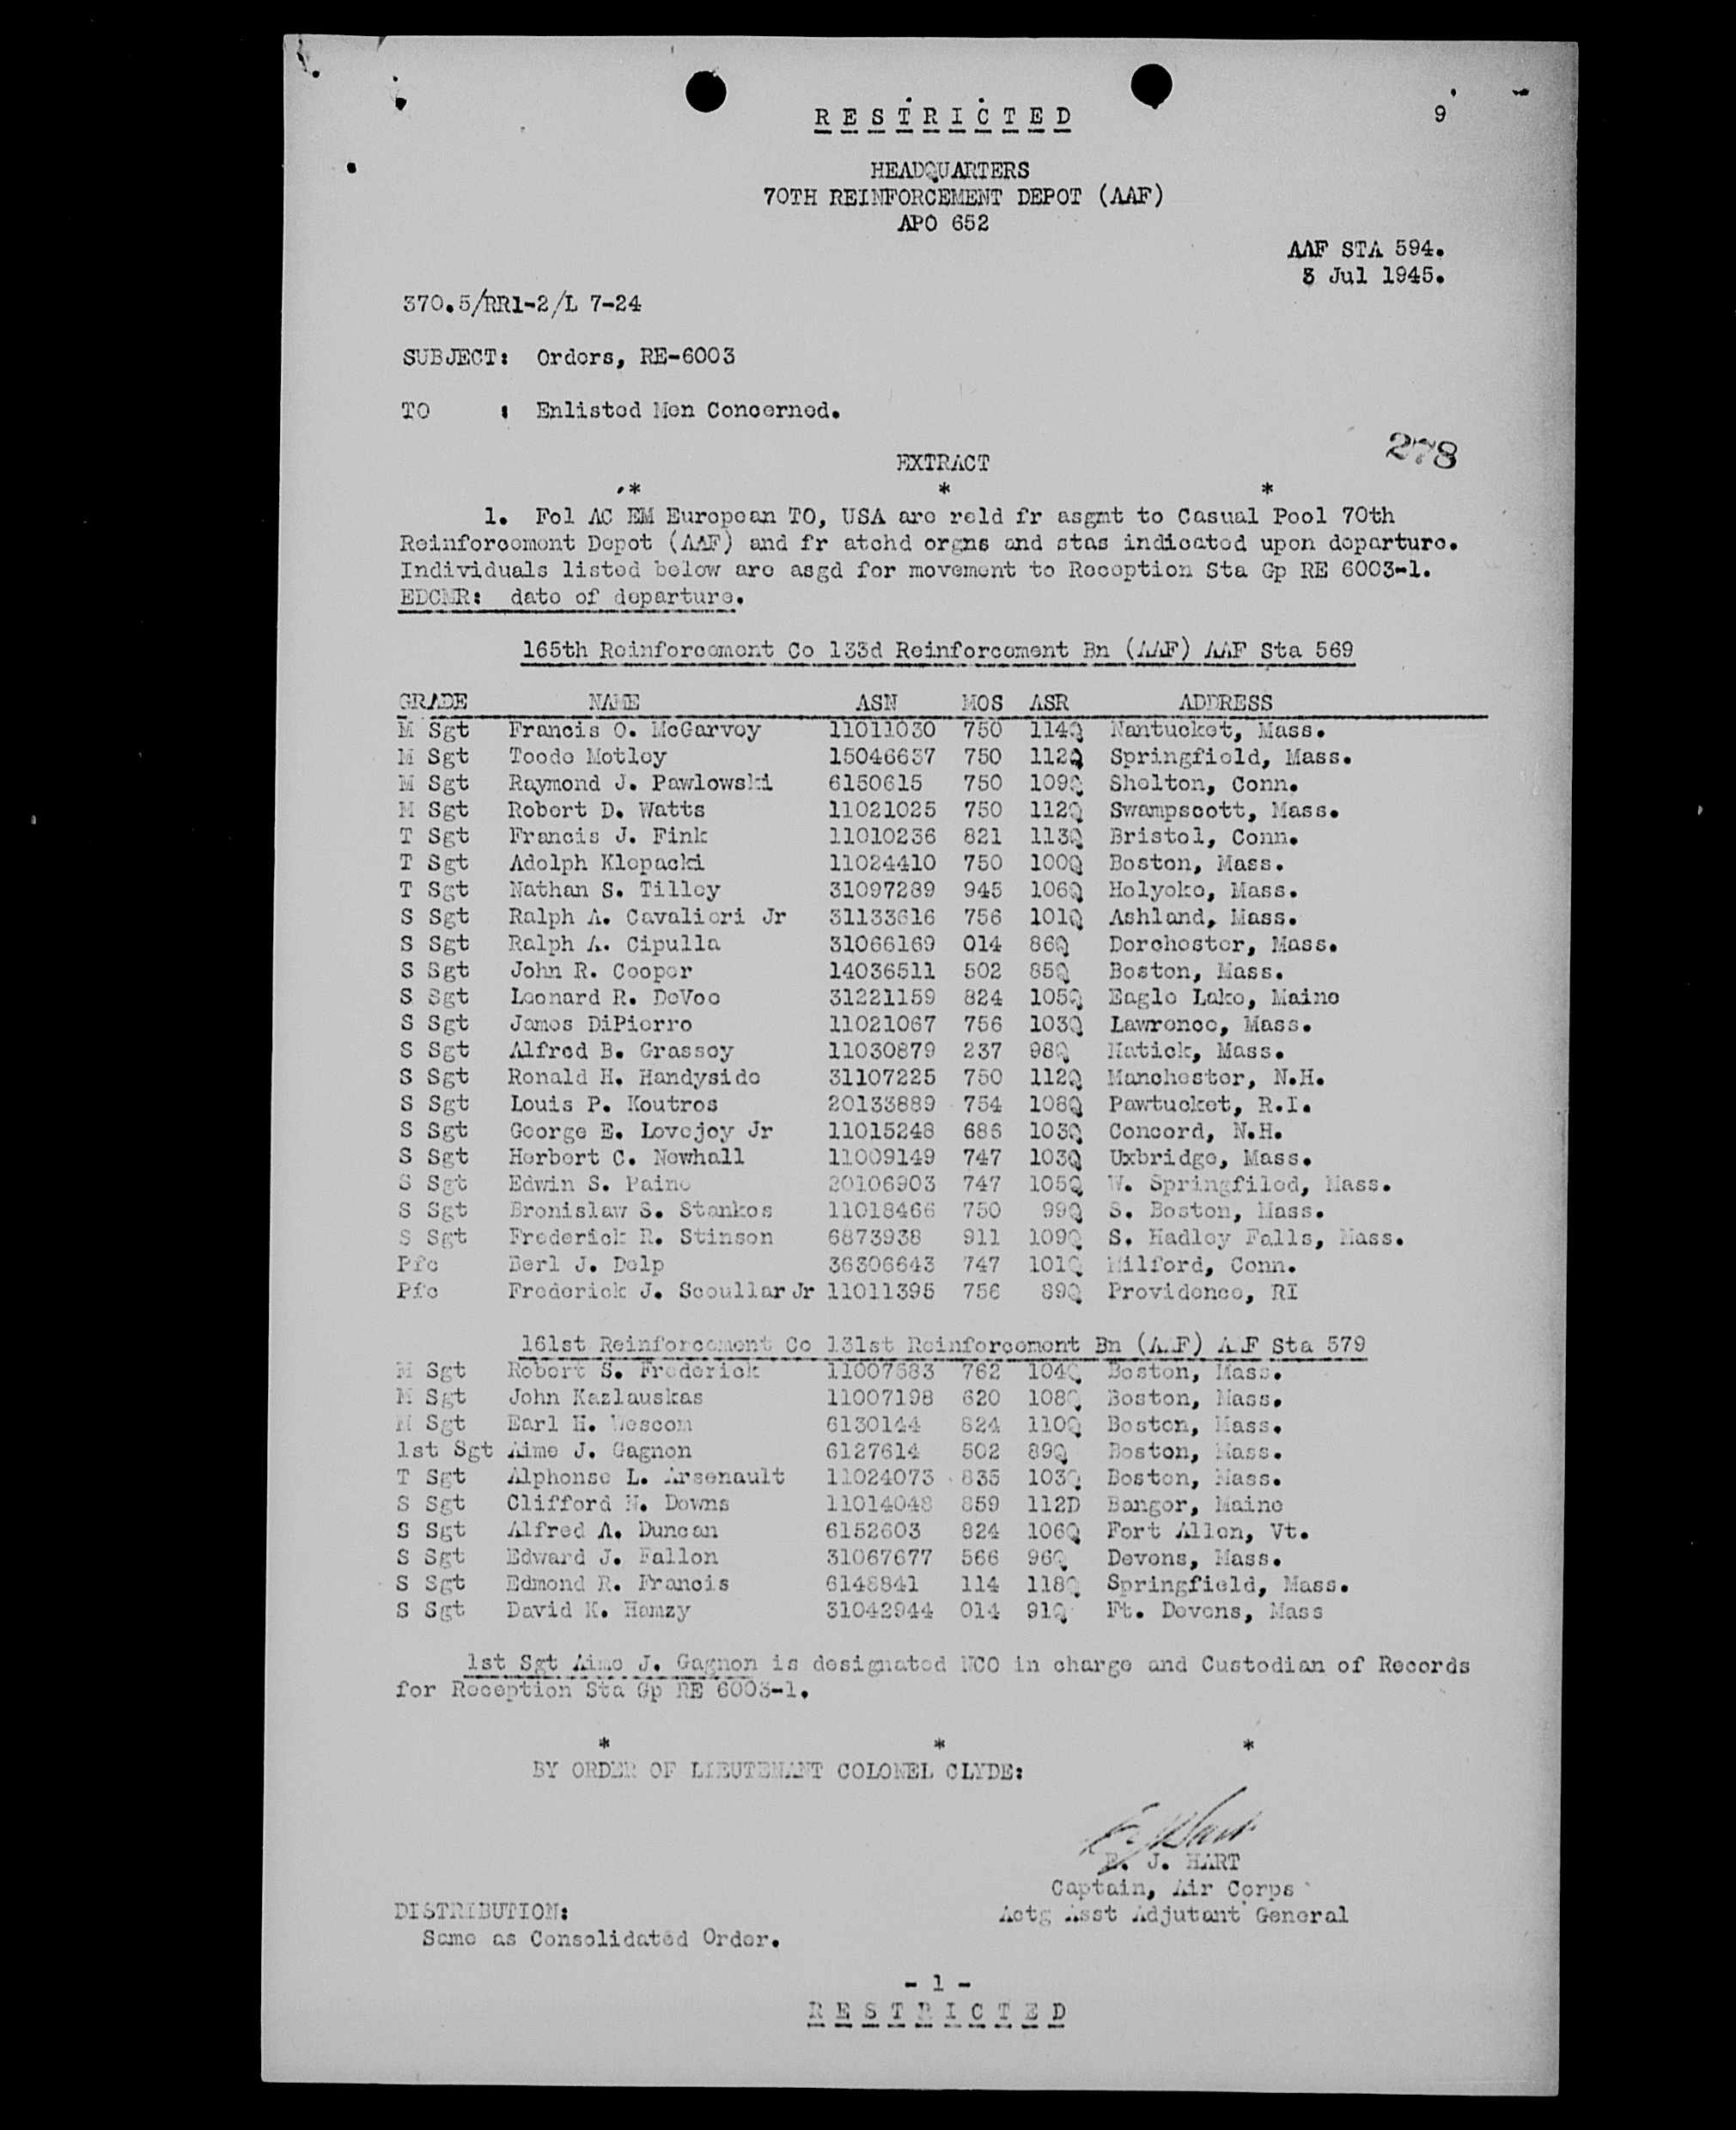 RESTRICTED
9
HEADQUARTERS
70TH REINFORCEMENT DEPOT (AAF)
APO 652
AAF STA 594.
3 Jul 1945.
370.5/RR1-2/L 7-24
SUBJECT: Orders, RE-6003
TO : Enlisted Men Concerned.
278
EXTRACT
* * *
1. Fol AC EM European TO, USA are reld fr asgmt to Casual Pool 70th
Reinforcement Depot (AAF) and fr atchd orgns and stas indicated upon departure.
Individuals listed below are asgd for movement to Reception Sta Gp RE 6003-1.
EDCMR: date of departure.
165th Reinforcement Co 133d Reinforcement Bn (AAF) AAF Sta 569
GRADE NAME ASN MOS ASR ADDRESS
M Sgt Francis O. McGarvey 11011030 750 114Q Nantucket, Mass.
M Sgt Toode Motley 15046637 750 112Q Springfield, Mass.
M Sgt Raymond J. Pawlowski 6150615 750 109Q Shelton, Conn.
M Sgt Robert D. Watts 11021025 750 112Q Swampscott, Mass.
T Sgt Francis J. Fink 11010236 821 113Q Bristol, Conn.
T Sgt Adolph Klepacki 11024410 750 100Q Boston, Mass.
T Sgt Nathan S. Tilley 31097289 945 106Q Holyoke, Mass.
S Sgt Ralph A. Cavalieri Jr 31133616 756 101Q Ashland, Mass.
S Sgt Ralph A. Cipulla 31066169 014 86Q Dorchester, Mass.
S Sgt John R. Cooper 14036511 502 85Q Boston, Mass.
S Sgt Leonard R. DeVoe 31221159 824 105Q Eagle Lake, Maine
S Sgt James DiPierro 11021067 756 103Q Lawrence, Mass.
S Sgt Alfred B. Grassey 11030879 237 98Q Natick, Mass.
S Sgt Ronald H. Handyside 31107225 750 112Q Manchester, N.H.
S Sgt Louis P. Koutros 20133889 754 108Q Pawtucket, R.I.
S Sgt George E. Lovejoy Jr 11015248 685 103Q Concord, N.H.
S Sgt Herbert C. Newhall 11009149 747 103Q Uxbridge, Mass.
S Sgt Edwin S. Paine 20106903 747 105Q W. Springfiled, Mass.
S Sgt Bronislaw S. Stankos 11018466 750 99Q S. Boston, Mass.
S Sgt Frederick R. Stinson 6873938 911 109Q S. Hadley Falls, Mass.
Pfc Berl J. Delp 36306643 747 101Q Milford, Conn.
Pfc Frederick J. Scoullar Jr 11011395 756 89Q Providence, RI
161st Reinforcement Co 131st Reinforcement Bn (AAF) AAF Sta 579
M Sgt Robert S. Frederick 11007683 762 104Q Boston, Mass.
M Sgt John Kazlauskas 11007198 620 108Q Boston, Mass.
M Sgt Earl H. Wescom 6130144 824 110Q Boston, Mass.
1st Sgt Aime J. Gagnon 6127614 502 89Q Boston, Mass.
T Sgt Alphonse L. Arsenault 11024073 835 103Q Boston, Mass.
S Sgt Clifford H. Downs 11014048 859 112D Bangor, Maine
S Sgt Alfred A. Duncan 6152603 824 106Q Fort Allen, Vt.
S Sgt Edward J. Fallon 31067677 566 96Q Devens, Mass.
S Sgt Edmond R. Francis 6148841 114 118Q Springfield, Mass.
S Sgt David K. Hamzy 31042944 014 91Q Ft. Devens, Mass
1st Sgt Aime J. Gagnon is designated NCO in charge and Custodian of Records
for Reception Sta Gp RE 6003-1.
* * *
BY ORDER OF LIEUTENANT COLONEL CLYDE:
E. J. HART
Captain, Air Corps
Actg Asst Adjutant General
DISTRIBUTION:
Same as Consolidated Order.
- 1 -
RESTRICTED